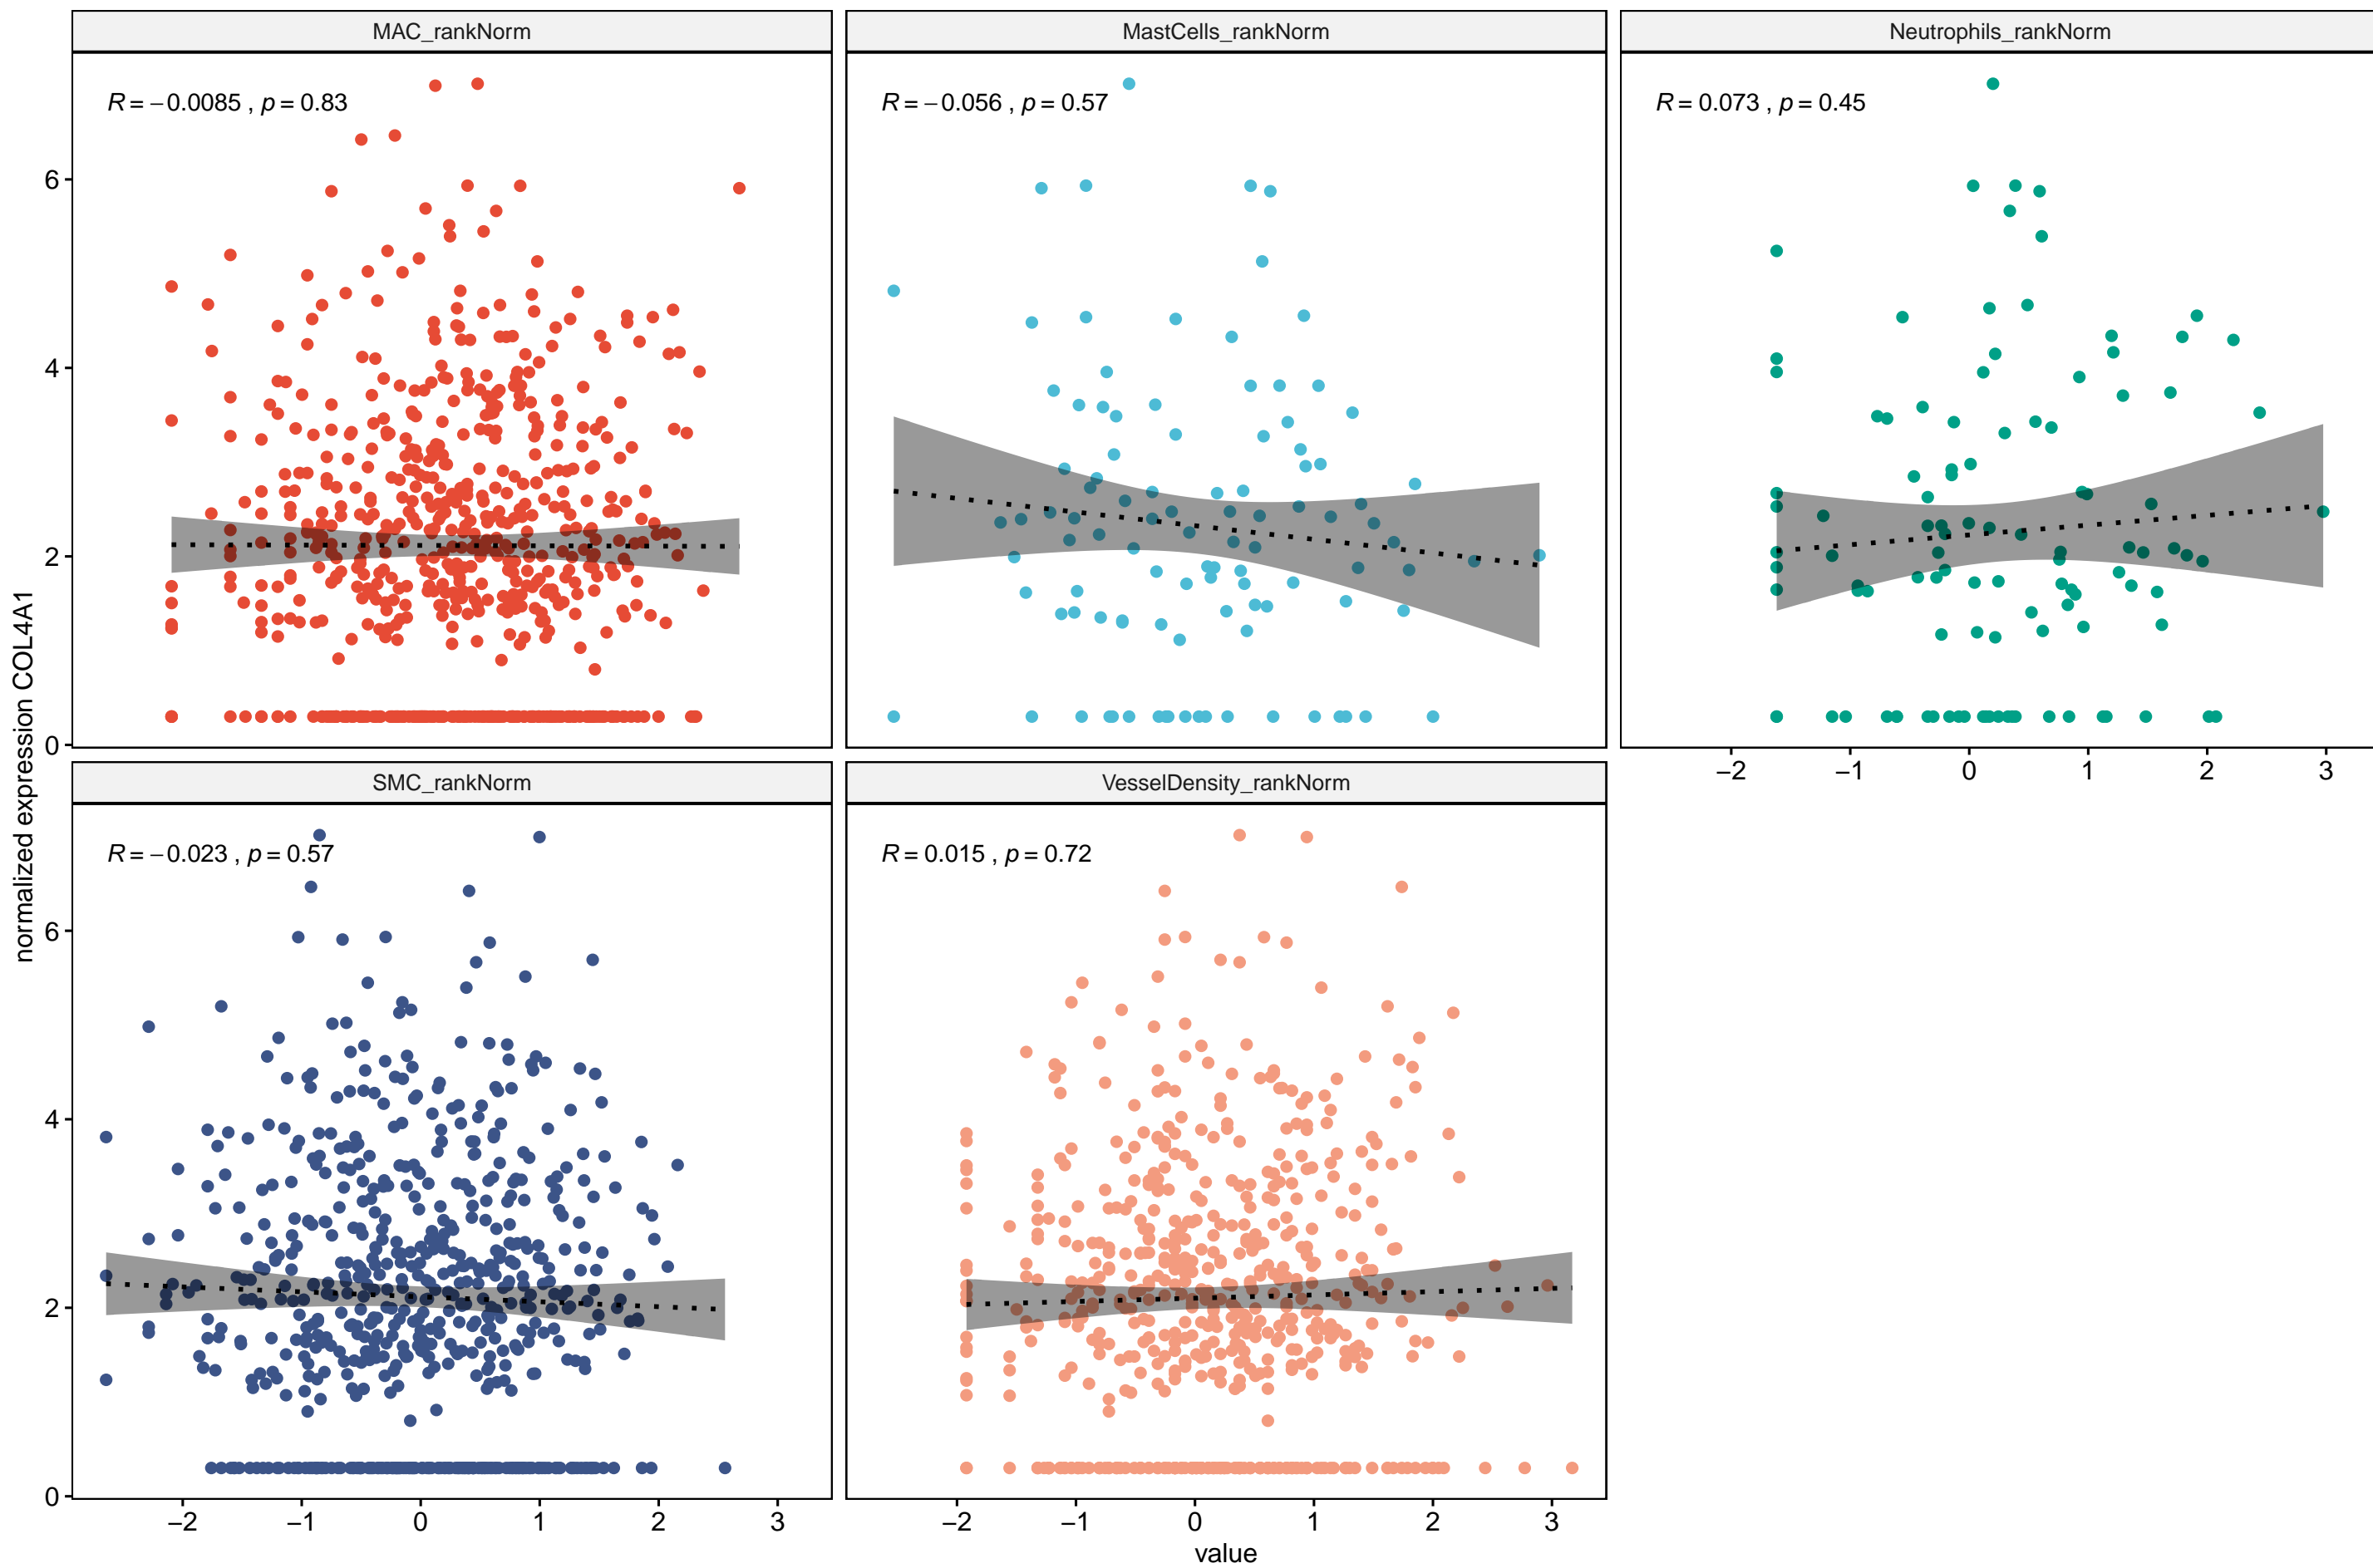 MAC_rankNorm
MastCells_rankNorm
Neutrophils_rankNorm
R = −0.0085 , p = 0.83
R = −0.056 , p = 0.57
R = 0.073 , p = 0.45
6
4
2
0
−2 −1 0 1 2 3
SMC_rankNorm
VesselDensity_rankNorm
R = −0.023 , p = 0.57
R = 0.015 , p = 0.72
6
4
2
0
−2 −1 0 1 2 3
−2 −1 0 1 2 3
value
normalized expression COL4A1